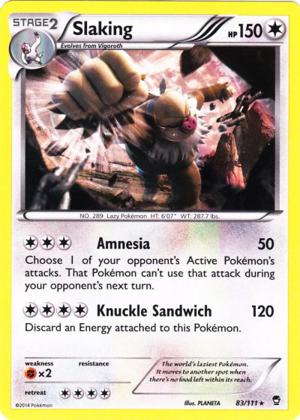 STAGE2
Slaking
HP150
Evolves from Vigoroth
NO. 289 Lazy Pokémon HT: 6'07" WT: 287.7 lbs.
Amnesia 50
Choose 1 of your opponent's Active Pokémon's
attacks. That Pokémon can't use that attack during
your opponent's next turn.
Knuckle Sandwich 120
Discard an Energy attached to this Pokémon.
weakness resistance
×2
The world's laziest Pokémon.
It moves to another spot when
there's no food left within its reach.
retreat
©2014 Pokémon
Illus. PLANETA
83/111